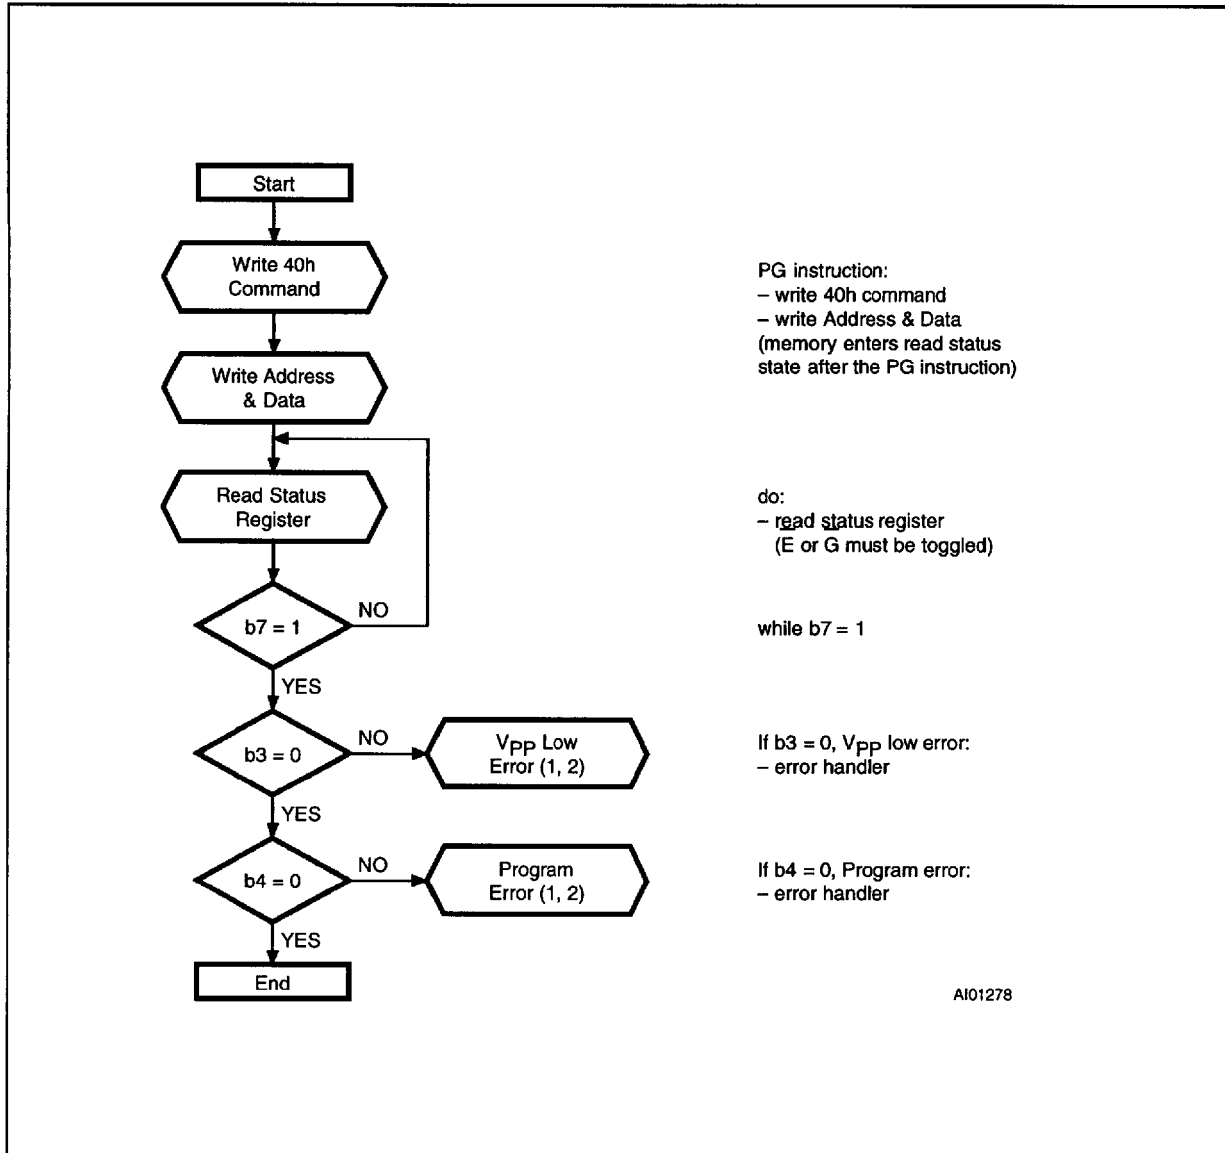 Start
Write 40h
Command
Write Address
& Data
Read Status
Register
b7 = 1
NO
YES
b3 = 0
NO
VPP Low
Error (1, 2)
YES
b4 = 0
NO
Program
Error (1, 2)
YES
End
PG instruction:
– write 40h command
– write Address & Data
(memory enters read status
state after the PG instruction)
do:
– read status register
(E or G must be toggled)
while b7 = 1
If b3 = 0, VPP low error:
– error handler
If b4 = 0, Program error:
– error handler
AI01278